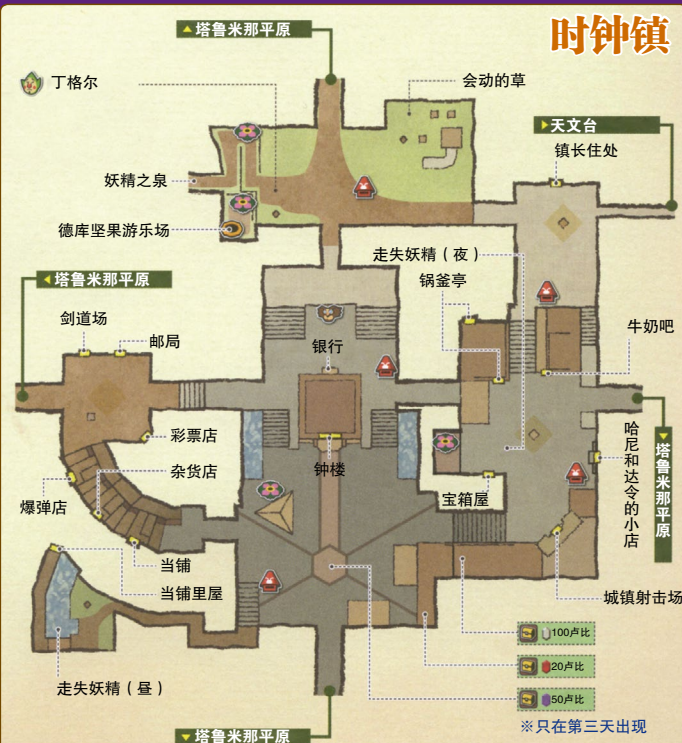 时钟镇
▲塔鲁米那平原
丁格尔
会动的草
▶天文台
镇长住处
妖精之泉
德库坚果游乐场
走失妖精（夜）
锅釜亭
◀塔鲁米那平原
剑道场
邮局
银行
牛奶吧
彩票店
杂货店
钟楼
宝箱屋
哈尼和达令的小店
▼塔鲁米那平原
爆弹店
当铺
当铺里屋
城镇射击场
100卢比
20卢比
50卢比
走失妖精（昼）
▼塔鲁米那平原
※只在第三天出现